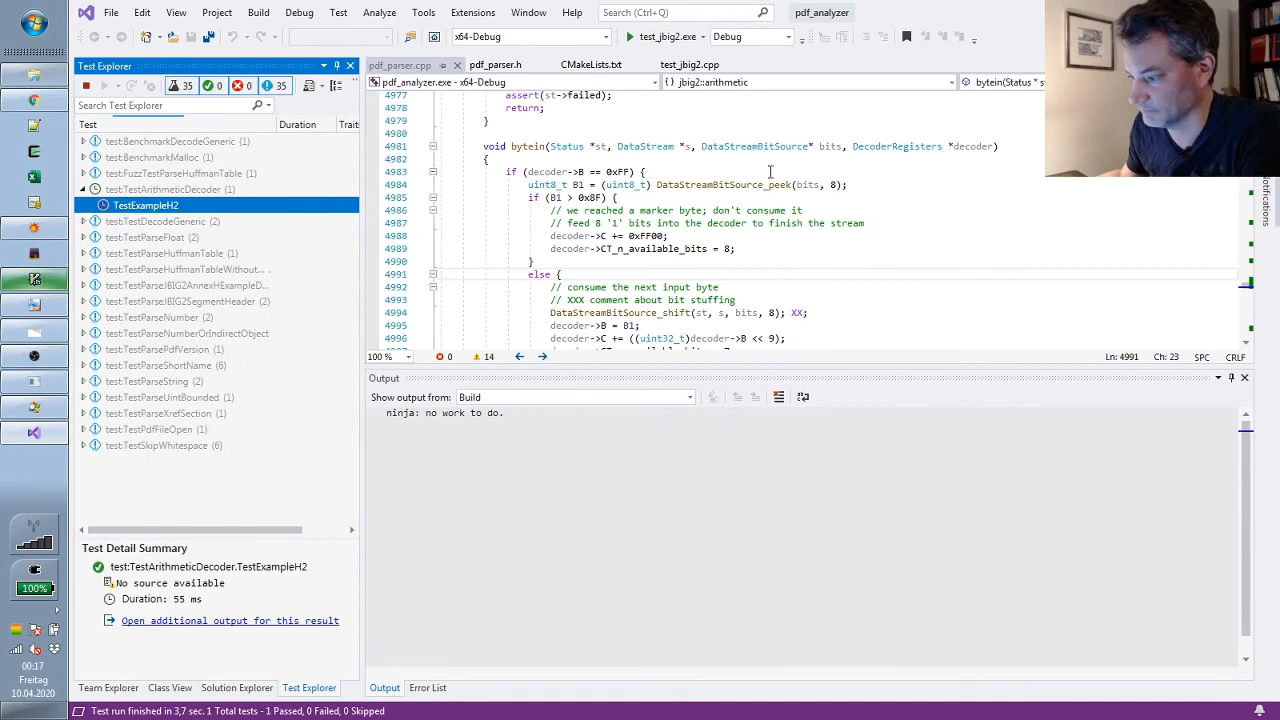 File Edit View Project Build Debug Test Analyze Tools Extensions Window Help Search (Ctrl+Q) pdf_analyzer
x64-Debug test_jbig2.exe Debug
Test Explorer
pdf_parser.cpp pdf_parser.h CMakeLists.txt test_jbig2.cpp
pdf_analyzer.exe - x64-Debug jbig2::arithmetic bytein(Status * s
35 0 0 35
Search Test Explorer
Test Duration Traits
test:BenchmarkDecodeGeneric (1)
test:BenchmarkMalloc (1)
test:FuzzTestParseHuffmanTable (1)
test:TestArithmeticDecoder (1)
TestExampleH2
test:TestDecodeGeneric (2)
test:TestParseFloat (2)
test:TestParseHuffmanTable (1)
test:TestParseHuffmanTableWithout...
test:TestParseJBIG2AnnexHExampleD...
test:TestParseJBIG2SegmentHeader (2)
test:TestParseNumber (2)
test:TestParseNumberOrIndirectObject
test:TestParsePdfVersion (1)
test:TestParseShortName (6)
test:TestParseString (2)
test:TestParseUintBounded (1)
test:TestParseXrefSection (1)
test:TestPdfFileOpen (1)
test:TestSkipWhitespace (6)
4977 assert(st->failed);
4978 return;
4979 }
4980
4981 void bytein(Status *st, DataStream *s, DataStreamBitSource* bits, DecoderRegisters *decoder)
4982 {
4983 if (decoder->B == 0xFF) {
4984 uint8_t B1 = (uint8_t) DataStreamBitSource_peek(bits, 8);
4985 if (B1 > 0x8F) {
4986 // we reached a marker byte; don't consume it
4987 // feed 8 '1' bits into the decoder to finish the stream
4988 decoder->C += 0xFF00;
4989 decoder->CT_n_available_bits = 8;
4990 }
4991 else {
4992 // consume the next input byte
4993 // XXX comment about bit stuffing
4994 DataStreamBitSource_shift(st, s, bits, 8); XX;
4995 decoder->B = B1;
4996 decoder->C += ((uint32_t)decoder->B << 9);
100 % 0 14 Ln: 4991 Ch: 23 SPC CRLF
Output
Show output from: Build
ninja: no work to do.
Test Detail Summary
test:TestArithmeticDecoder.TestExampleH2
No source available
Duration: 55 ms
Open additional output for this result
Team Explorer Class View Solution Explorer Test Explorer Output Error List
Test run finished in 3,7 sec. 1 Total tests - 1 Passed, 0 Failed, 0 Skipped
100%
00:17
Freitag
10.04.2020